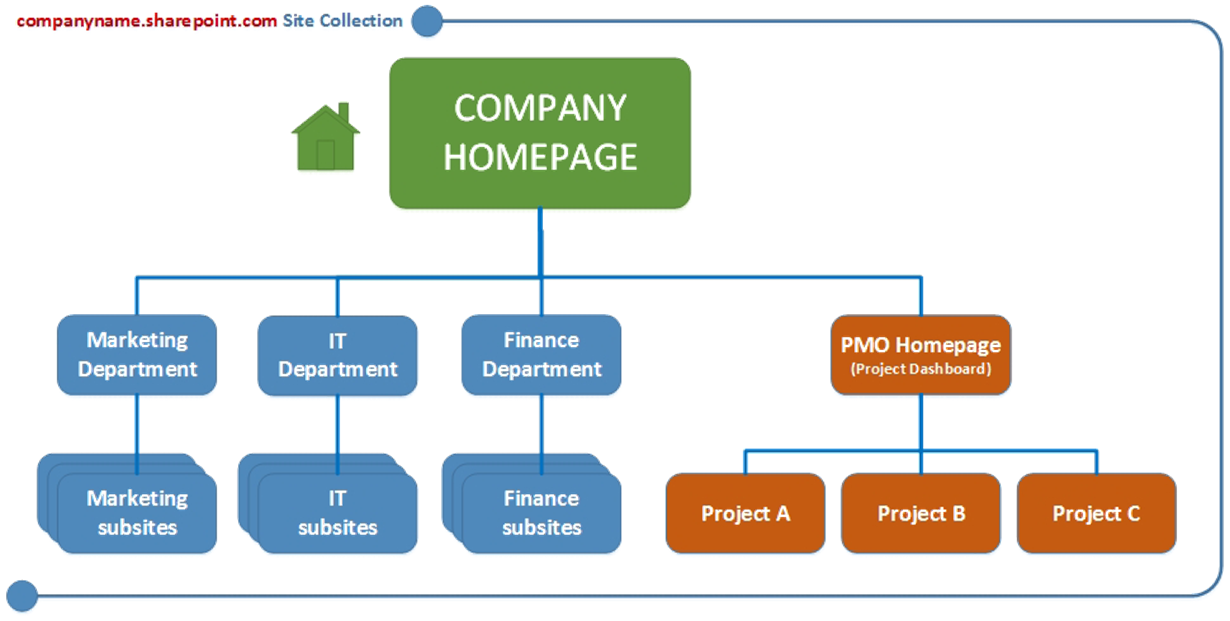 companyname.sharepoint.com Site Collection
COMPANY
HOMEPAGE
Marketing
Department
IT
Department
Finance
Department
PMO Homepage
(Project Dashboard)
Marketing
subsites
IT
subsites
Finance
subsites
Project A
Project B
Project C